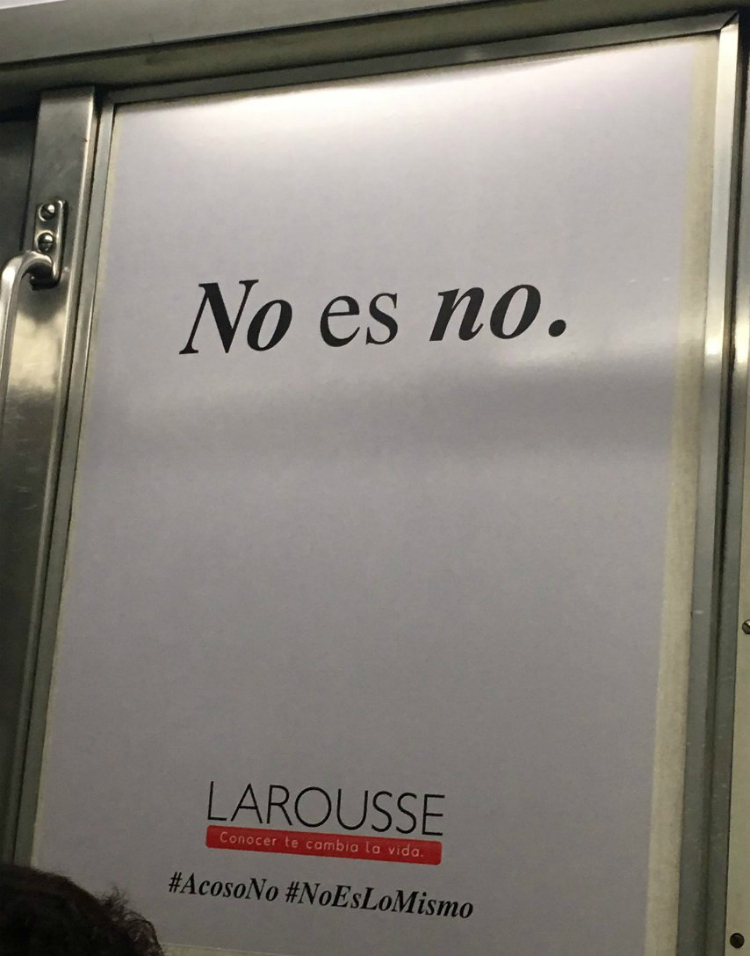 No es no.
LAROUSSE
Conocer te cambia la vida.
#AcosoNo #NoEsLoMismo